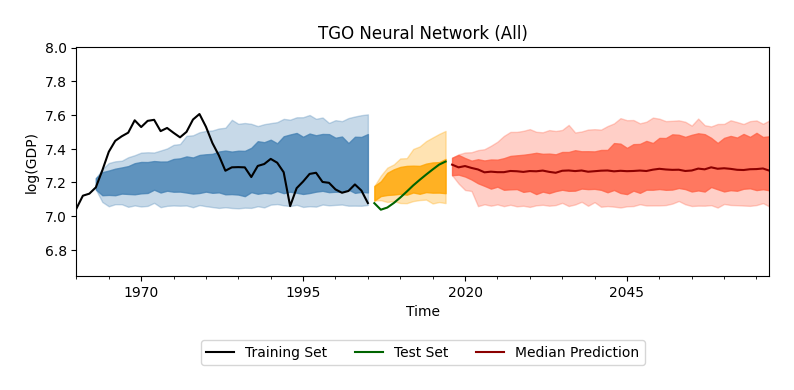 TGO Neural Network (All)
8.0
7.8
7.6
7.4
7.2
7.0
6.8
log(GDP)
1970 1995 2020 2045
Time
Training Set Test Set Median Prediction